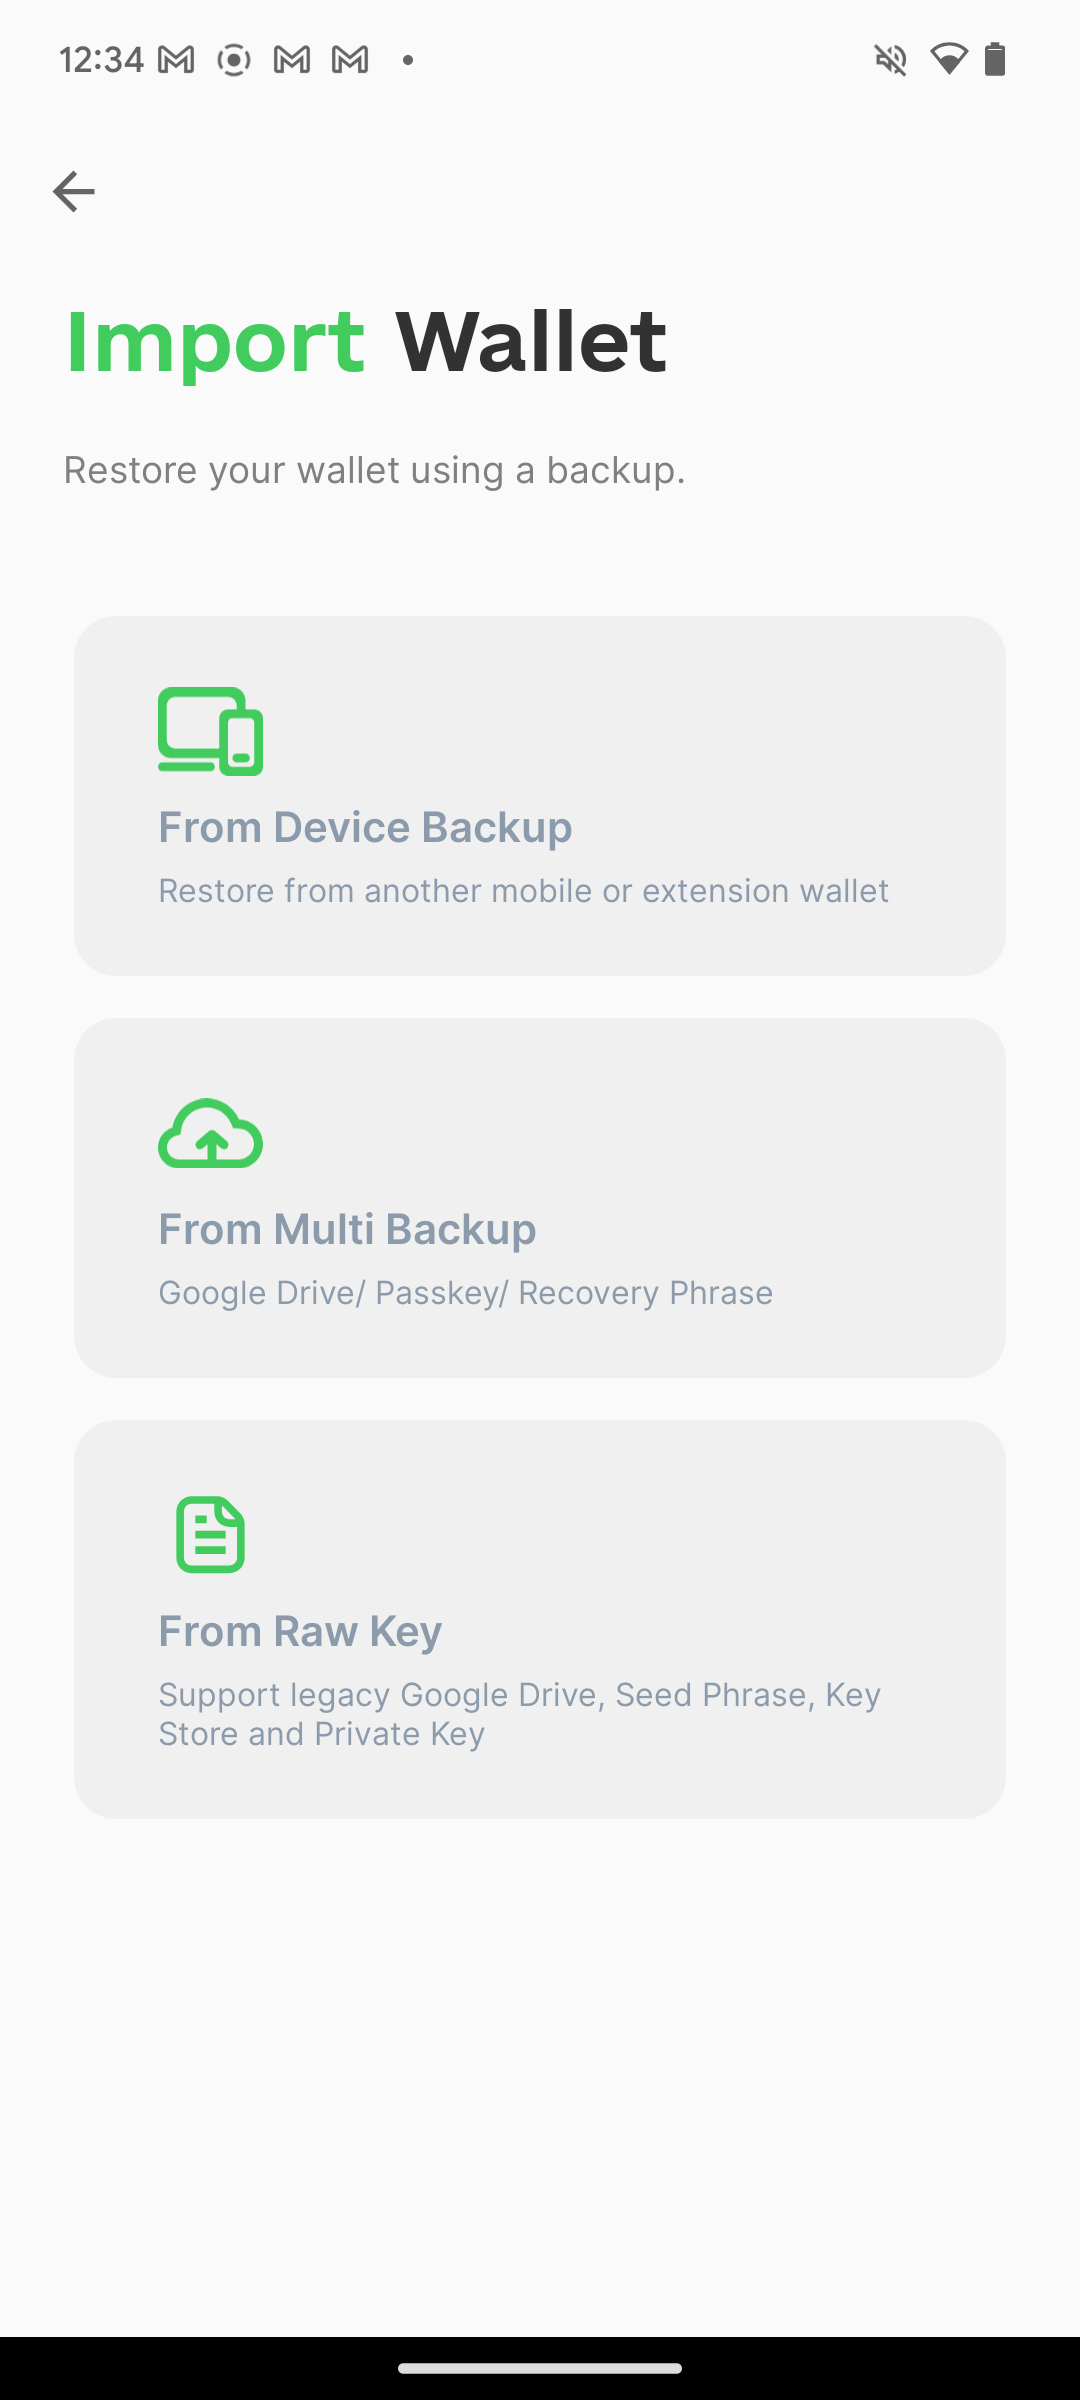 12:34
Import Wallet
Restore your wallet using a backup.
From Device Backup
Restore from another mobile or extension wallet
From Multi Backup
Google Drive/ Passkey/ Recovery Phrase
From Raw Key
Support legacy Google Drive, Seed Phrase, Key
Store and Private Key